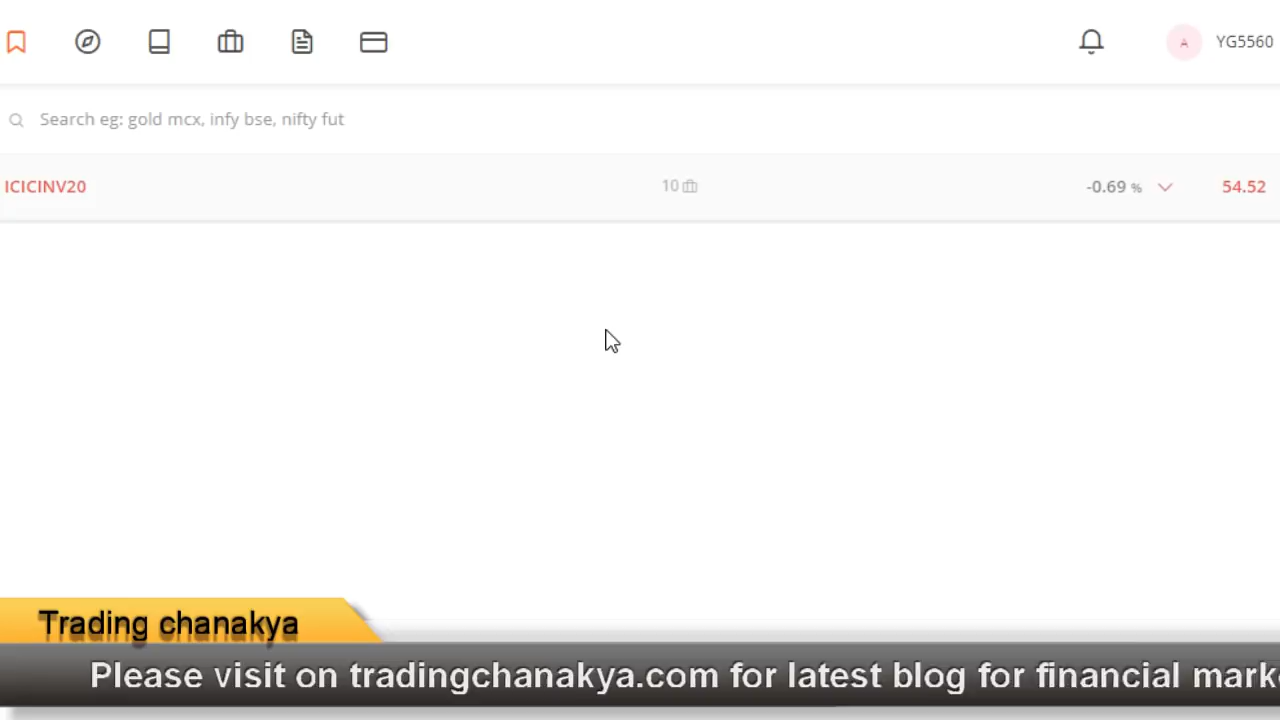 A YG5560
Search eg: gold mcx, infy bse, nifty fut
ICICINV20 10 -0.69 % 54.52
Trading chanakya
Please visit on tradingchanakya.com for latest blog for financial mark